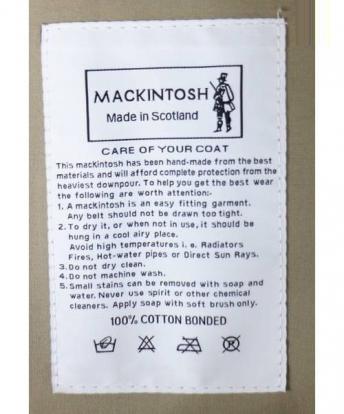 MACKINTOSH
Made in Scotland
CARE OF YOUR COAT
This mackintosh has been hand-made from the best
materials and will afford complete protection from the
heaviest downpour. To help you get the best wear
the following are worth attention:-
1. A mackintosh is an easy fitting garment.
Any belt should not be drawn too tight.
2. To dry it, or when not in use, it should be
hung in a cool airy place.
Avoid high temperatures i. e. Radiators
Fires, Hot-water pipes or Direct Sun Rays.
3. Do not dry clean.
4. Do not machine wash.
5. Small stains can be removed with soap and
water. Never use spirit or other chemical
cleaners. Apply soap with soft brush only.
100% COTTON BONDED